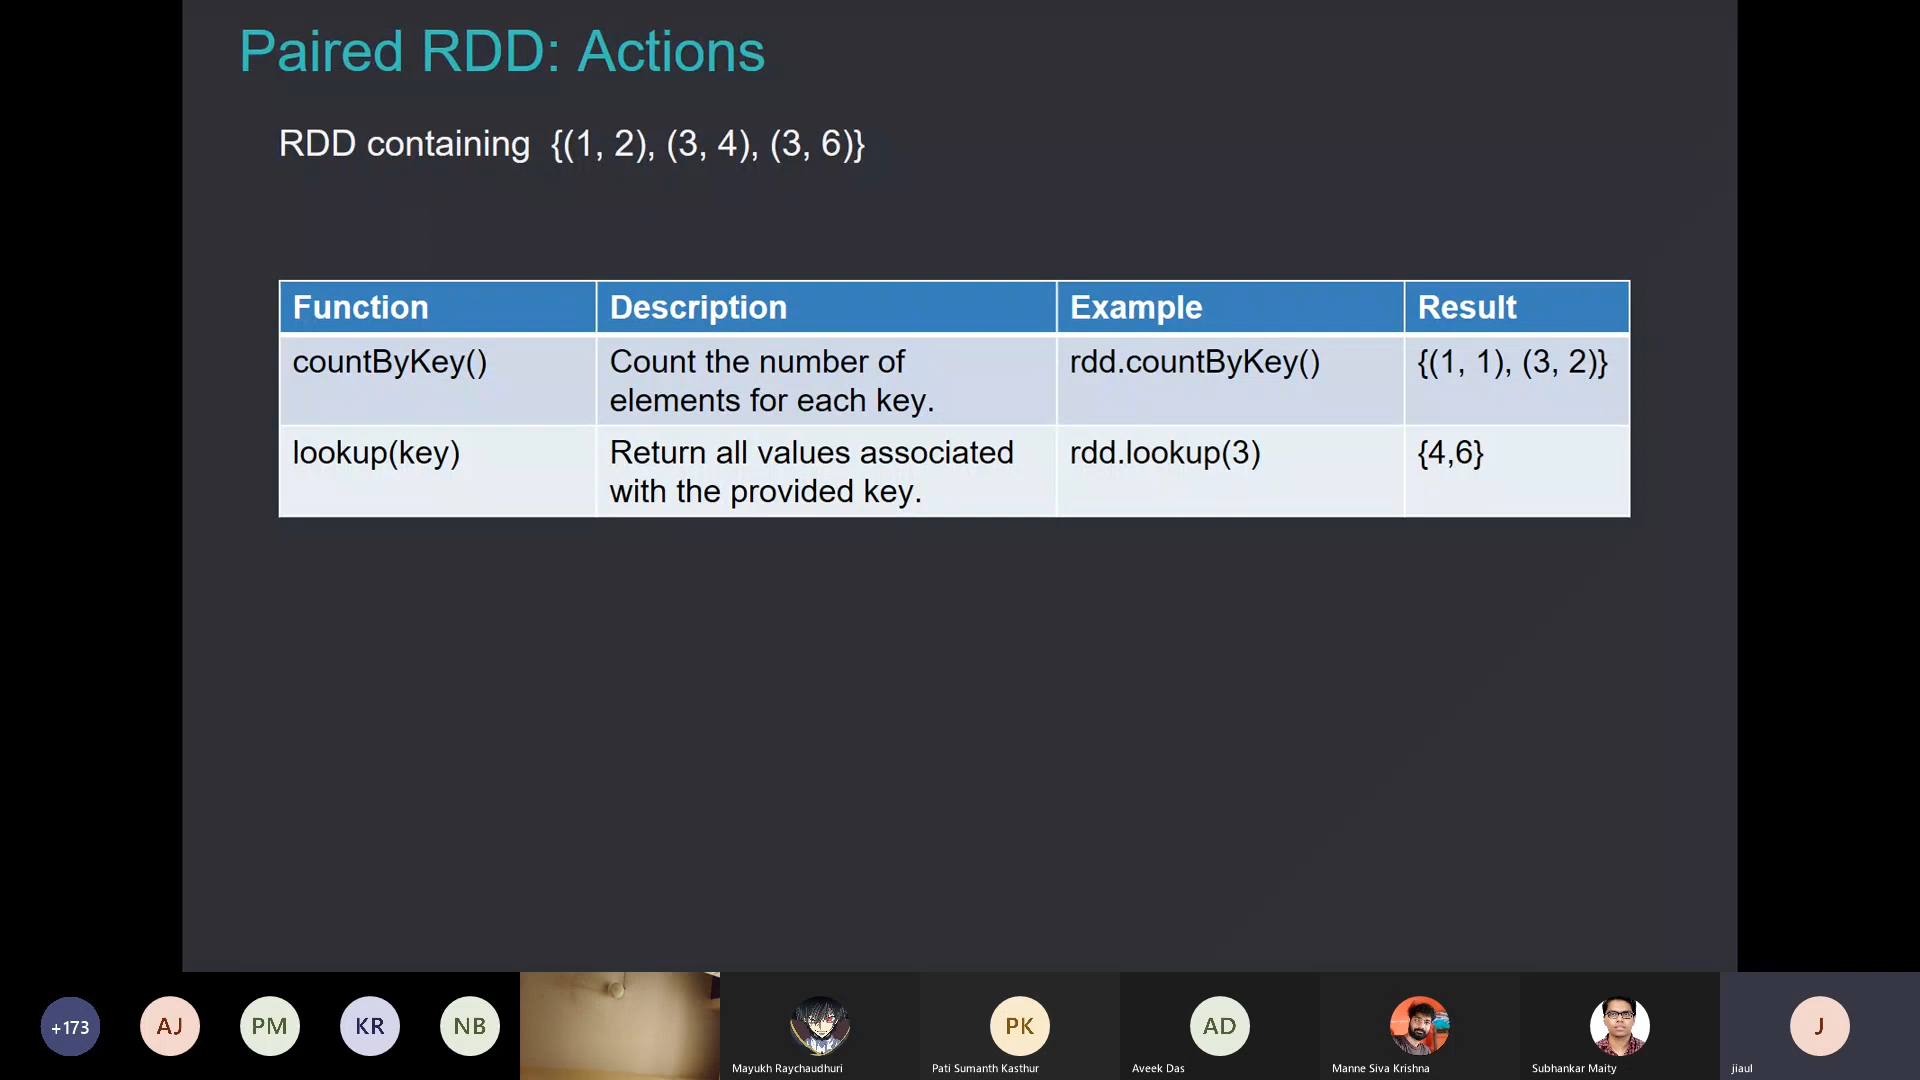 Paired RDD: Actions
RDD containing {(1, 2), (3, 4), (3, 6)}
Function Description Example Result
countByKey() Count the number of elements for each key. rdd.countByKey() {(1, 1), (3, 2)}
lookup(key) Return all values associated with the provided key. rdd.lookup(3) {4,6}
+173 AJ PM KR NB PK AD J
Mayukh Raychaudhuri Pati Sumanth Kasthur Aveek Das Manne Siva Krishna Subhankar Maity jiaul